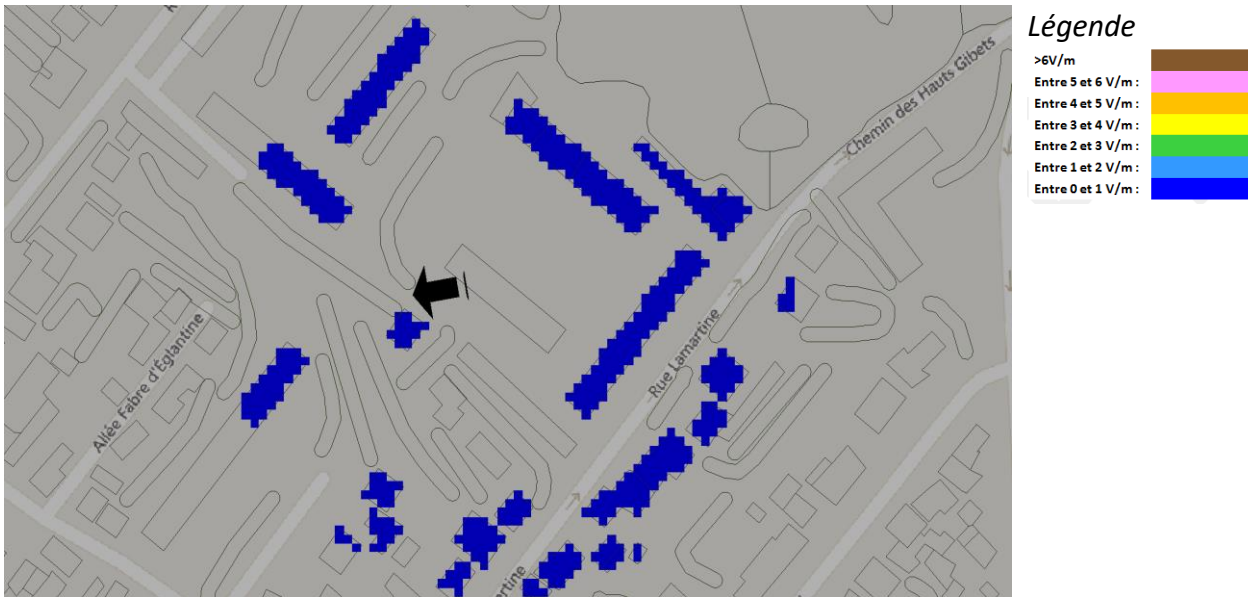 Légende
>6V/m
Entre 5 et 6 V/m :
Entre 4 et 5 V/m :
Entre 3 et 4 V/m :
Entre 2 et 3 V/m :
Entre 1 et 2 V/m :
Entre 0 et 1 V/m :
Chemin des Hauts Gibets
Rue Lamartine
Allée Fabre d'Églantine